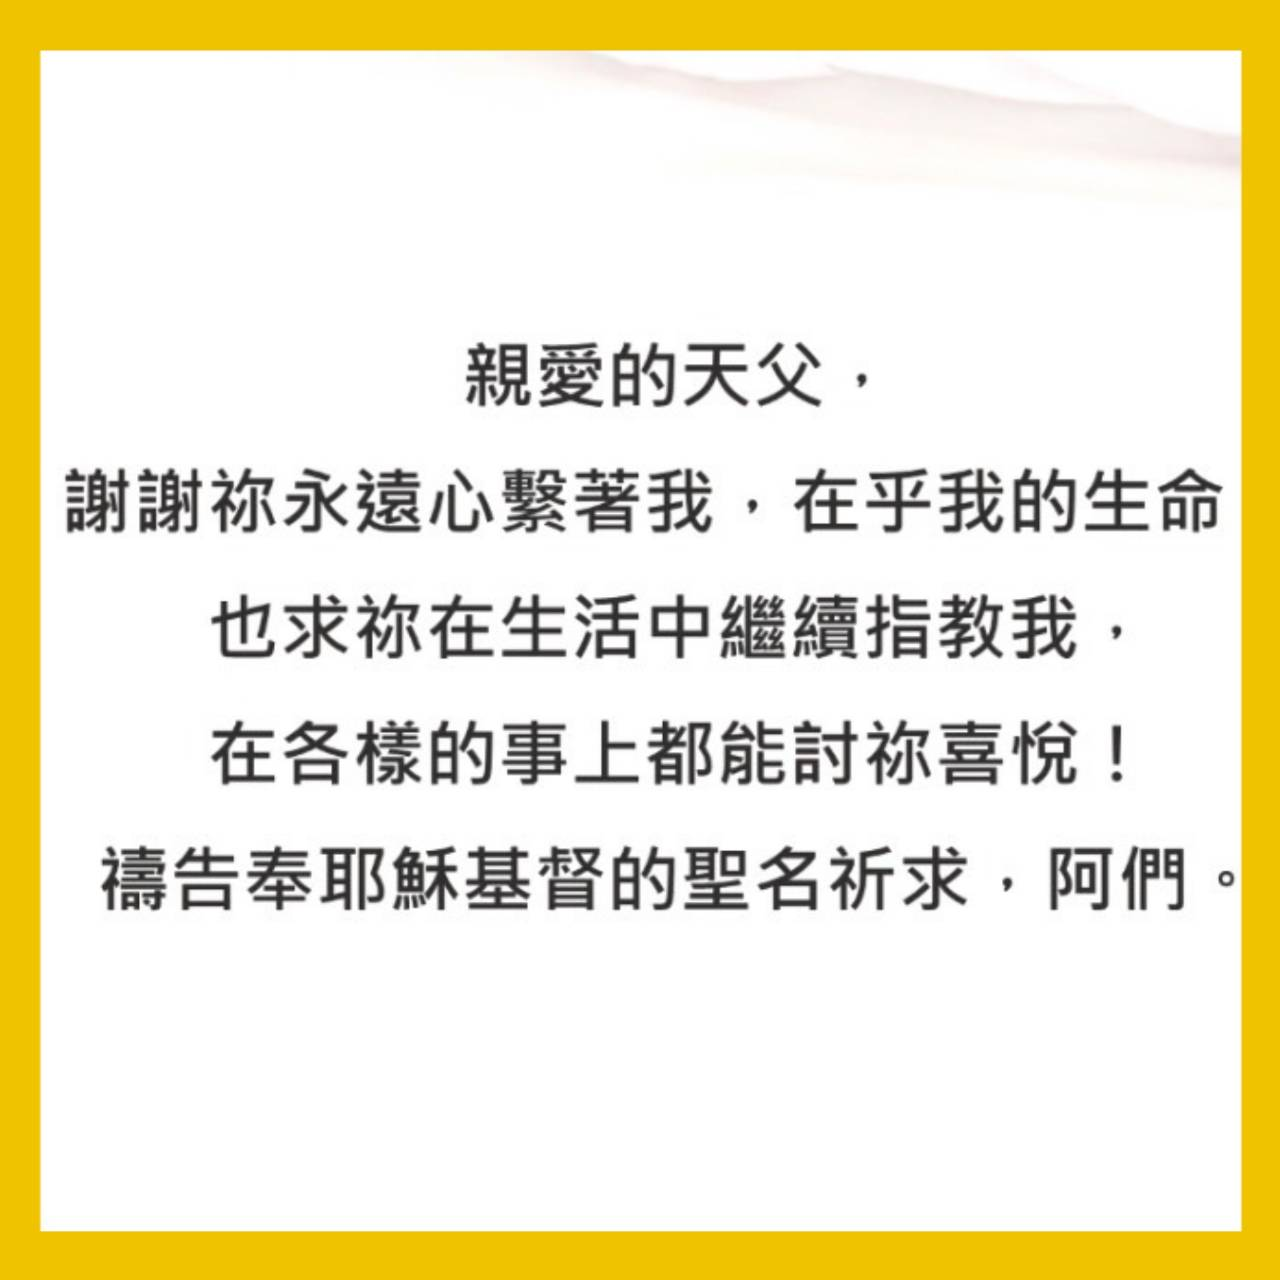 親愛的天父，
謝謝祢永遠心繫著我，在乎我的生命
也求祢在生活中繼續指教我，
在各樣的事上都能討祢喜悅！
禱告奉耶穌基督的聖名祈求，阿們。